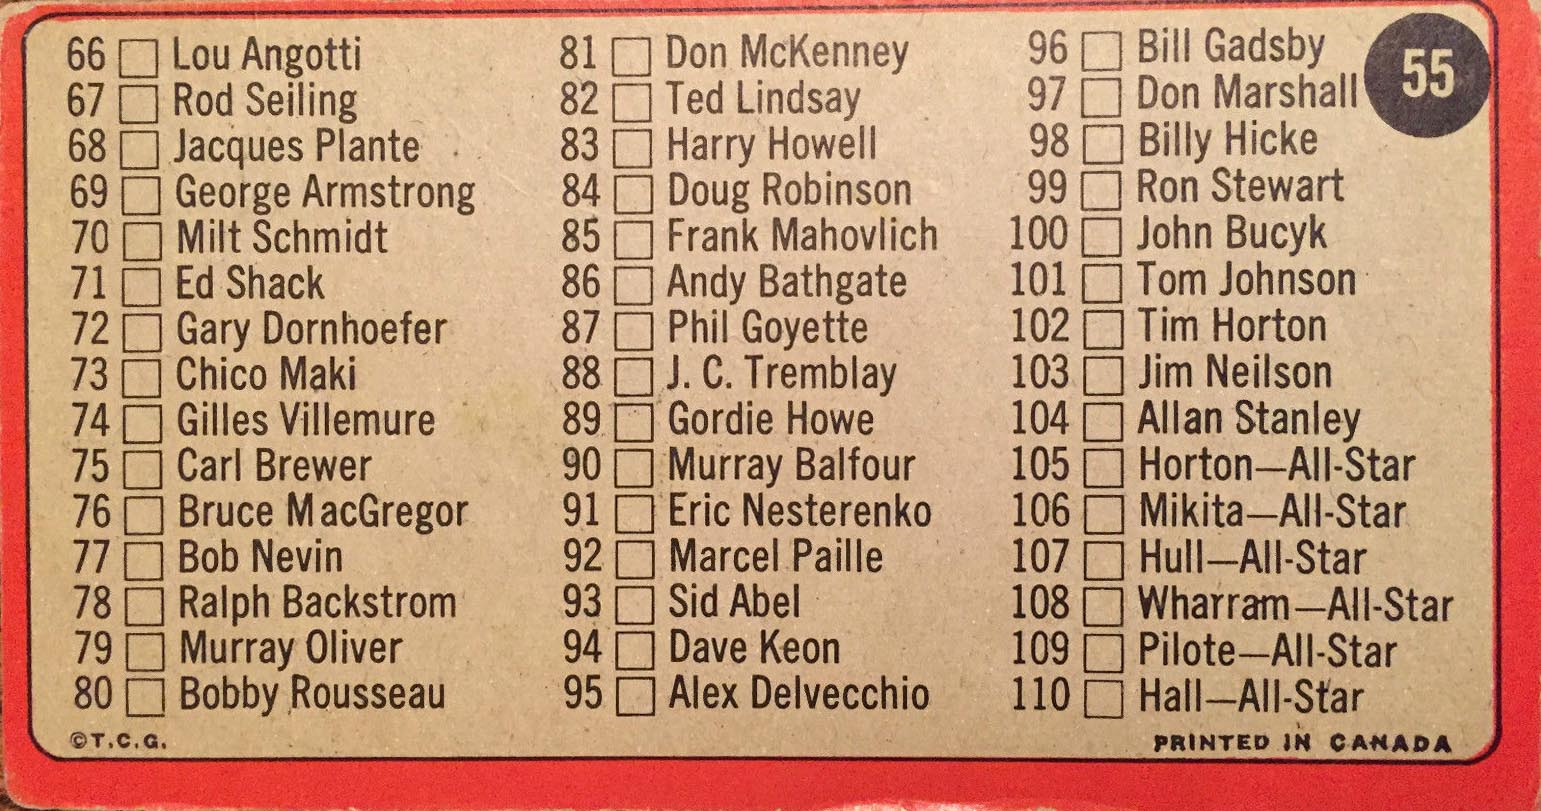 66 Lou Angotti
67 Rod Seiling
68 Jacques Plante
69 George Armstrong
70 Milt Schmidt
71 Ed Shack
72 Gary Dornhoefer
73 Chico Maki
74 Gilles Villemure
75 Carl Brewer
76 Bruce MacGregor
77 Bob Nevin
78 Ralph Backstrom
79 Murray Oliver
80 Bobby Rousseau
81 Don McKenney
82 Ted Lindsay
83 Harry Howell
84 Doug Robinson
85 Frank Mahovlich
86 Andy Bathgate
87 Phil Goyette
88 J. C. Tremblay
89 Gordie Howe
90 Murray Balfour
91 Eric Nesterenko
92 Marcel Paille
93 Sid Abel
94 Dave Keon
95 Alex Delvecchio
96 Bill Gadsby
97 Don Marshall
98 Billy Hicke
99 Ron Stewart
100 John Bucyk
101 Tom Johnson
102 Tim Horton
103 Jim Neilson
104 Allan Stanley
105 Horton—All-Star
106 Mikita—All-Star
107 Hull—All-Star
108 Wharram—All-Star
109 Pilote—All-Star
110 Hall—All-Star
55
©T.C.G.
PRINTED IN CANADA